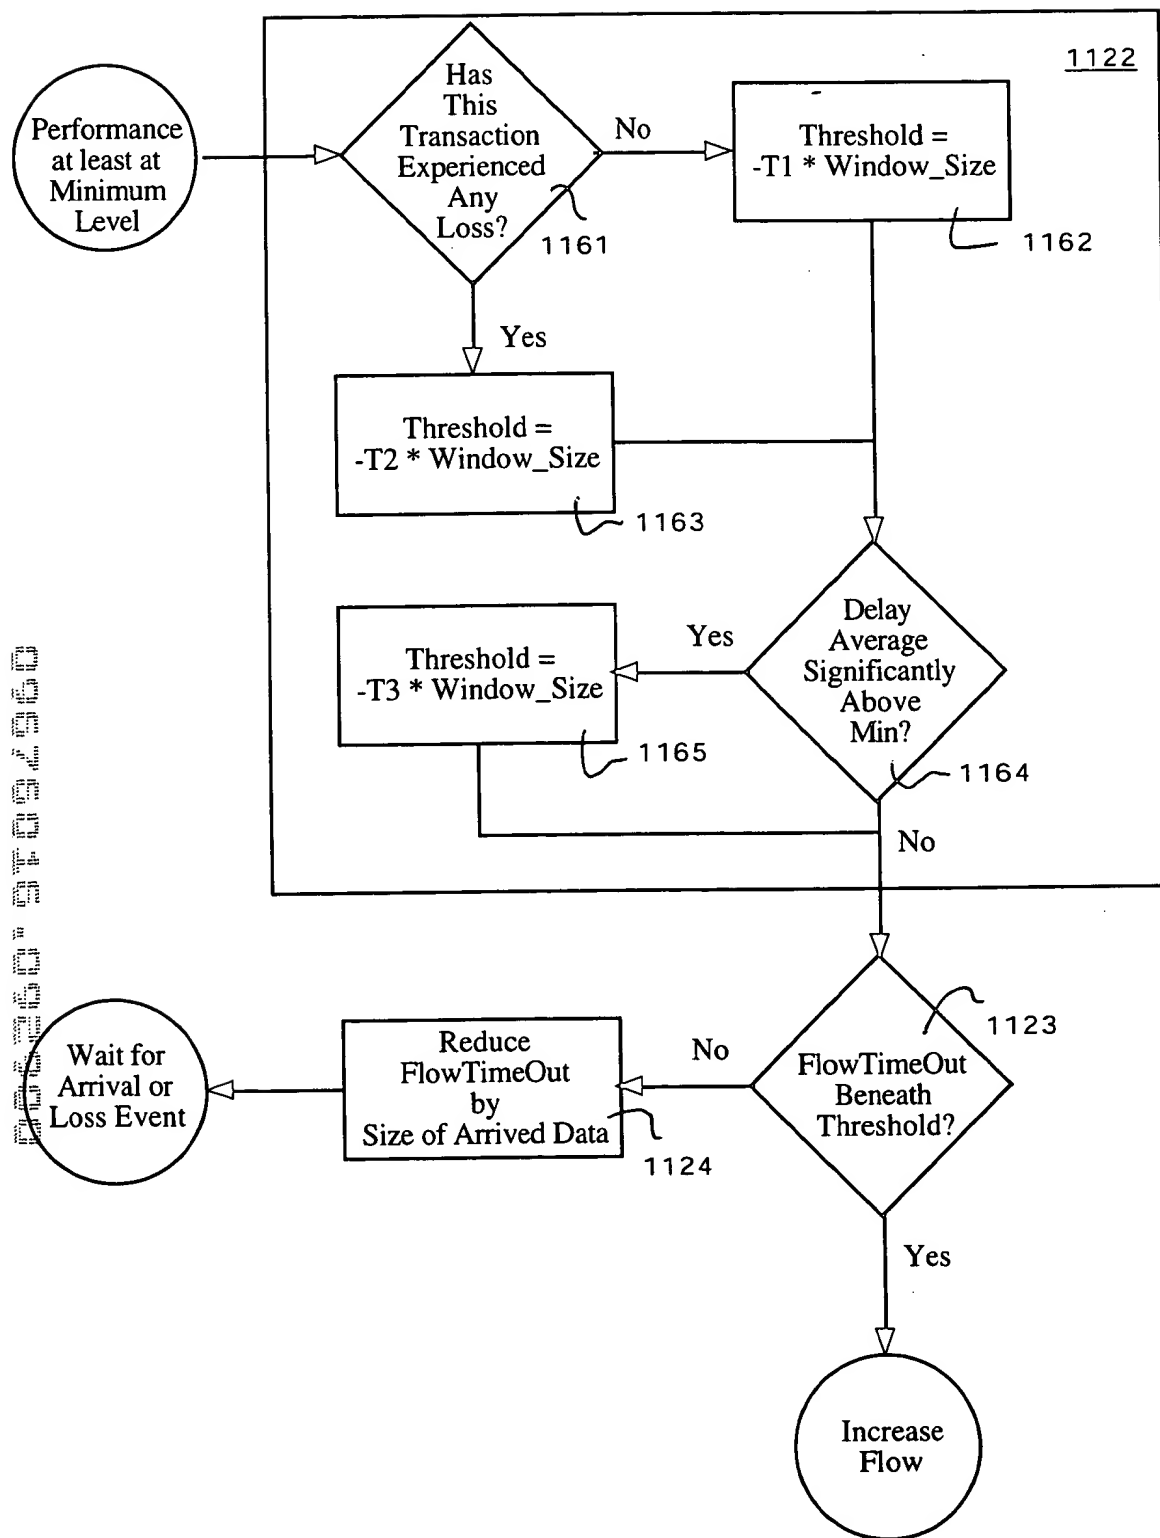 1122
Performance
at least at
Minimum
Level
Has
This
Transaction
Experienced
Any
Loss?
1161
No
Threshold =
-T1 * Window_Size
1162
Yes
Threshold =
-T2 * Window_Size
1163
Delay
Average
Significantly
Above
Min?
1164
Yes
Threshold =
-T3 * Window_Size
1165
No
FlowTimeOut
Beneath
Threshold?
1123
No
Reduce
FlowTimeOut
by
Size of Arrived Data
1124
Wait for
Arrival or
Loss Event
Yes
Increase
Flow